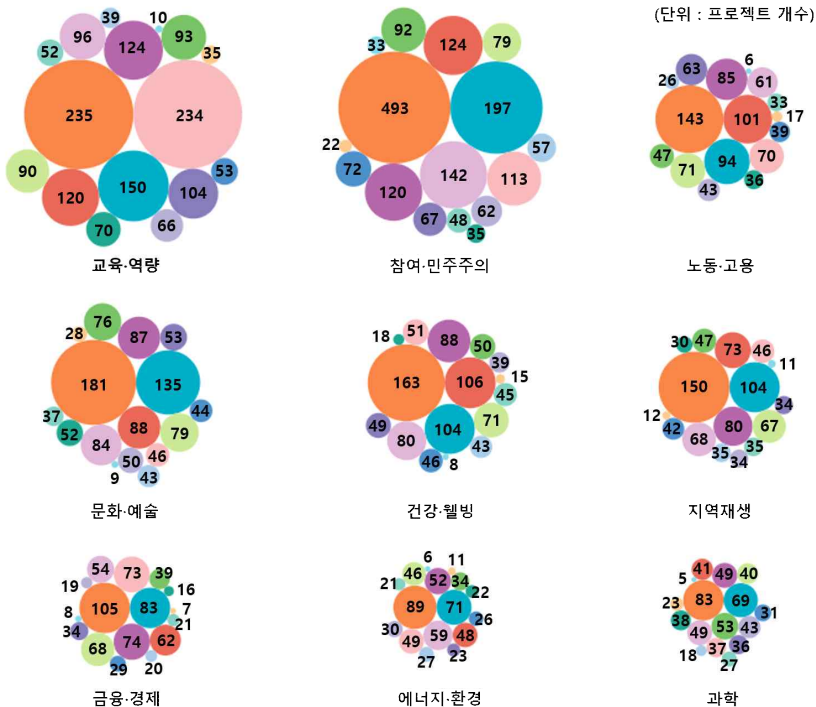 (단위 : 프로젝트 개수)
39 10 93
96 124 35
52
235 234
90 150 53
120 104
70 66
교육·역량
92 124 79
33
493 197
22 57
72 142 113
120
67 48 62
35
참여·민주주의
63 85 6 61
26 33
143 101 17
39
47 71 94 70
43 36
노동·고용
28 76 87 53
181 135
37 44
52 84 88 79
50 46
9 43
문화·예술
18 51 88 50
39
163 106 15
45
49 80 104 71
46 8 43
건강·웰빙
30 47 73 46
11
150 104
34
12 42 68 80 67
35 34 35
지역재생
54 73 39
19 16
105 83 7
8 21
34 68 74 62
29 20
금융·경제
46 6 52 11 34
21 22
89 71
26
30 49 59 48
27 23
에너지·환경
41 49 40
5
83 69
23 31
38 49 53 43
37 36
18 27
과학